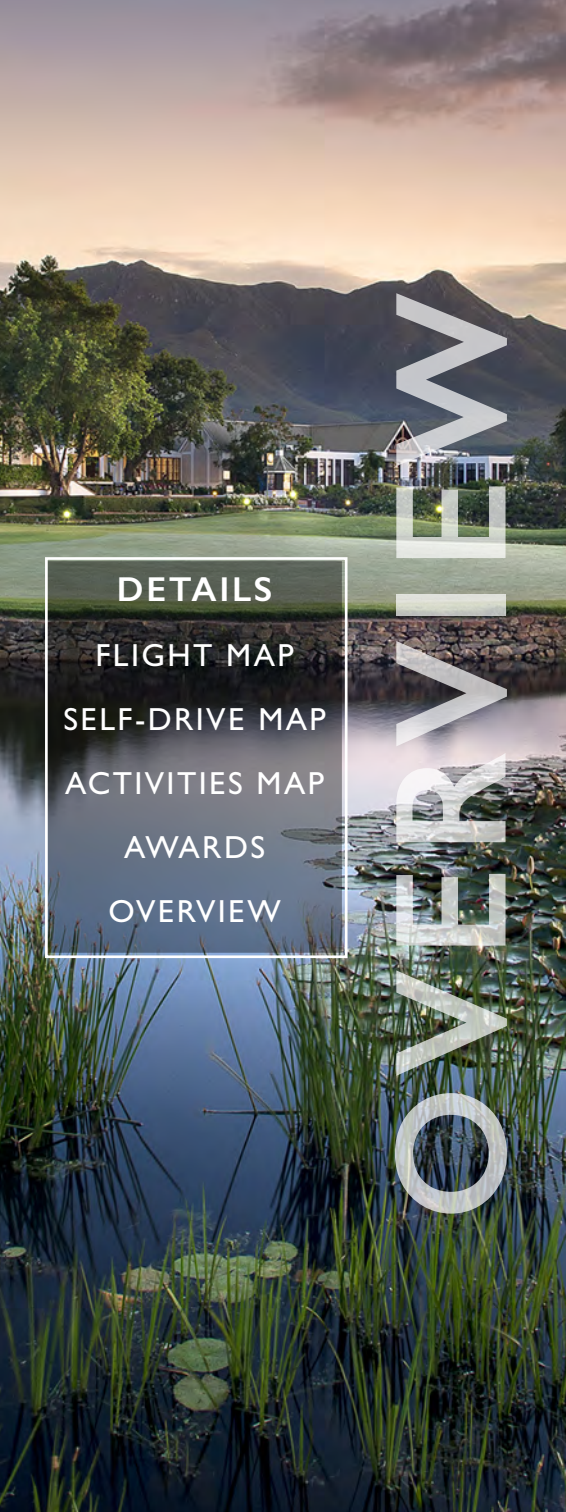 OVERVIEW
DETAILS
FLIGHT MAP
SELF-DRIVE MAP
ACTIVITIES MAP
AWARDS
OVERVIEW